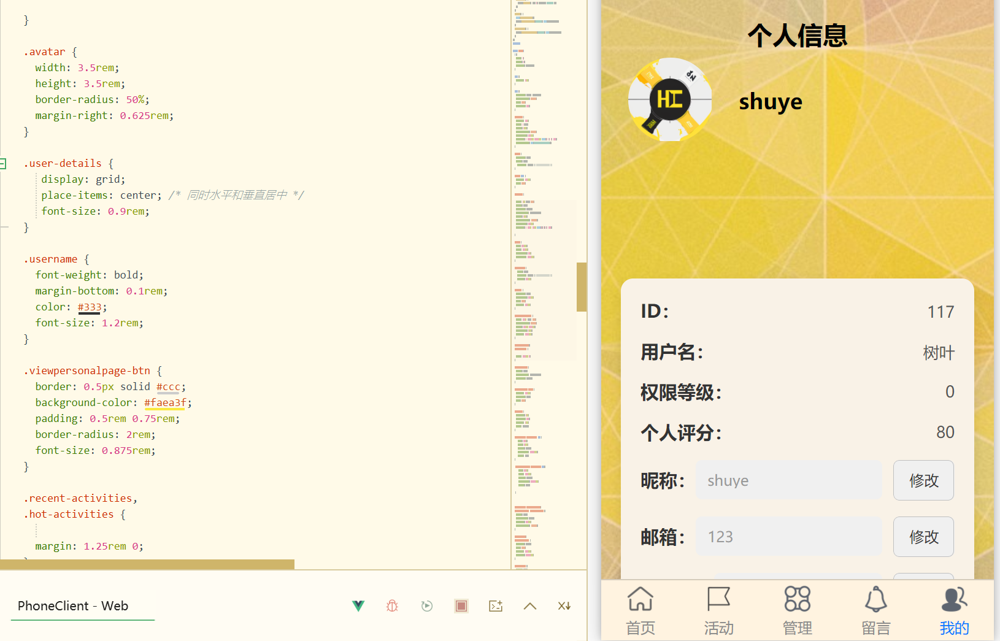 }
.avatar {
width: 3.5rem;
height: 3.5rem;
border-radius: 50%;
margin-right: 0.625rem;
}
.user-details {
display: grid;
place-items: center; /* 同时水平和垂直居中 */
font-size: 0.9rem;
}
.username {
font-weight: bold;
margin-bottom: 0.1rem;
color: #333;
font-size: 1.2rem;
}
.viewpersonalpage-btn {
border: 0.5px solid #ccc;
background-color: #faea3f;
padding: 0.5rem 0.75rem;
border-radius: 2rem;
font-size: 0.875rem;
}
.recent-activities,
.hot-activities {
margin: 1.25rem 0;
PhoneClient - Web
个人信息
HI
shuye
ID： 117
用户名： 树叶
权限等级： 0
个人评分： 80
昵称： shuye 修改
邮箱： 123 修改
首页 活动 管理 留言 我的